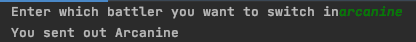 Enter which battler you want to switch inarcanine
You sent out Arcanine